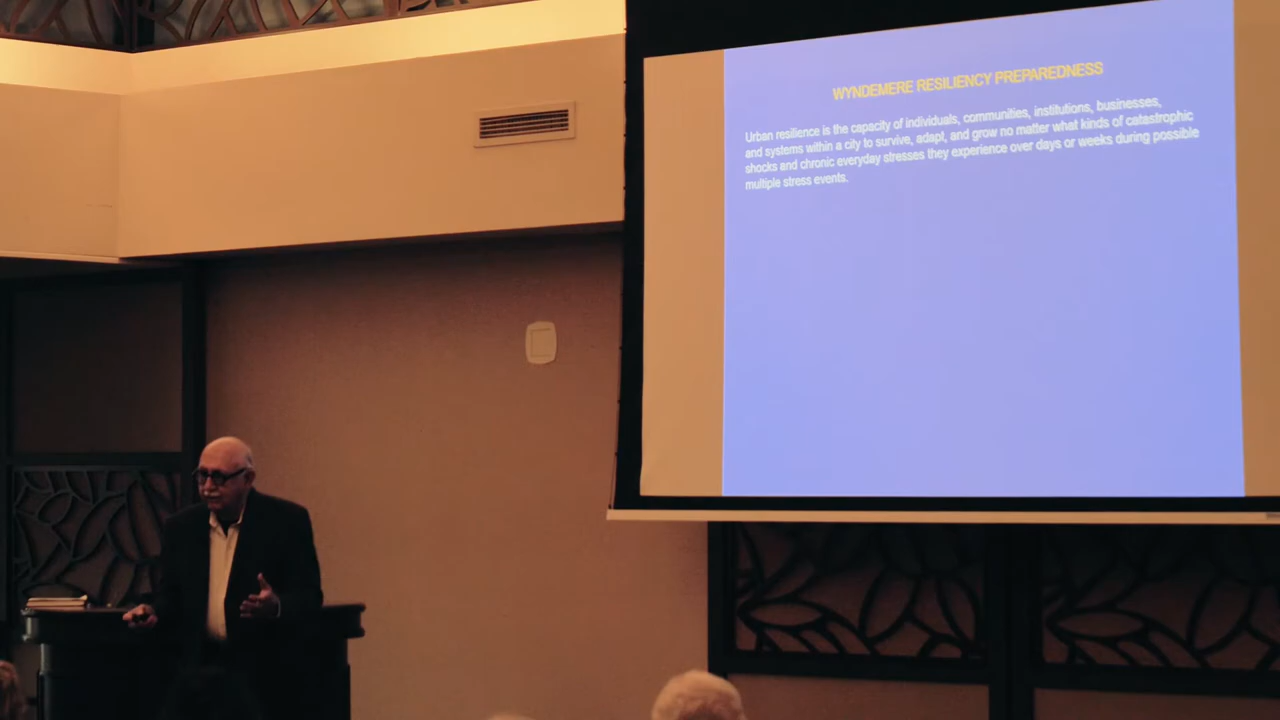 WYNDEMERE RESILIENCY PREPAREDNESS
Urban resilience is the capacity of individuals, communities, institutions, businesses,
and systems within a city to survive, adapt, and grow no matter what kinds of catastrophic
shocks and chronic everyday stresses they experience over days or weeks during possible
multiple stress events.